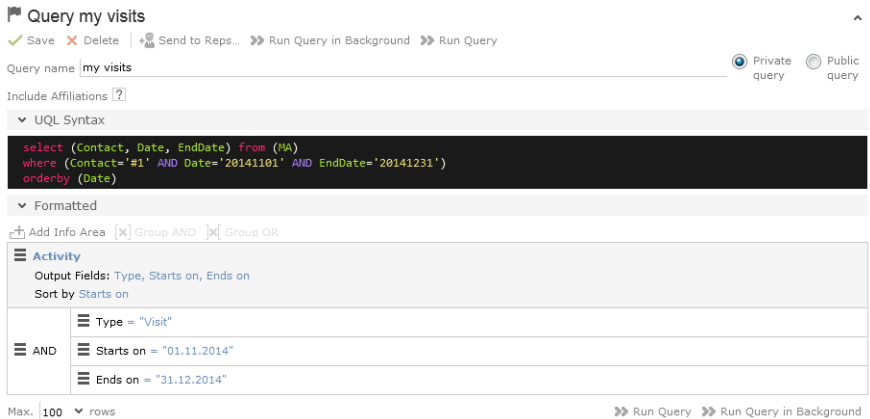 Query my visits
Save Delete Send to Reps... Run Query in Background Run Query
Query name my visits Private query Public query
Include Affiliations ?
UQL Syntax
select (Contact, Date, EndDate) from (MA)
where (Contact='#1' AND Date='20141101' AND EndDate='20141231')
orderby (Date)
Formatted
Add Info Area [x] Group AND ]x[ Group OR
Activity
Output Fields: Type, Starts on, Ends on
Sort by Starts on
Type = "Visit"
AND Starts on = "01.11.2014"
Ends on = "31.12.2014"
Max. 100 rows Run Query Run Query in Background